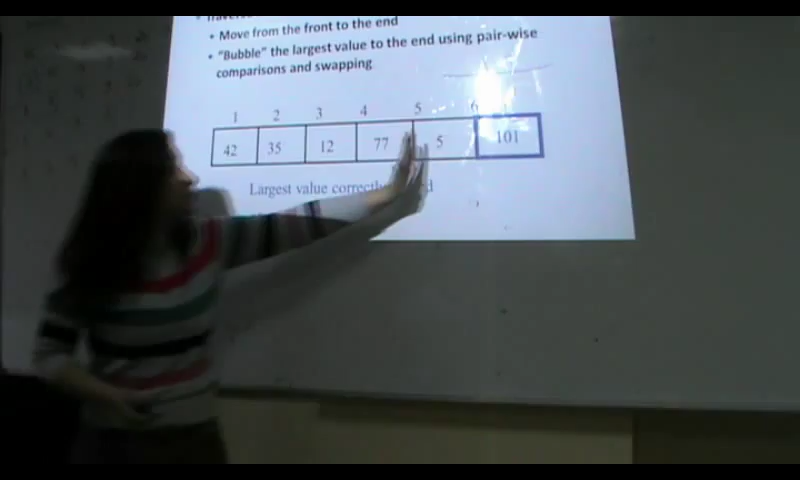 • Move from the front to the end
• "Bubble" the largest value to the end using pair-wise
comparisons and swapping
1 2 3 4 5 6
42 35 12 77 5 101
Largest value